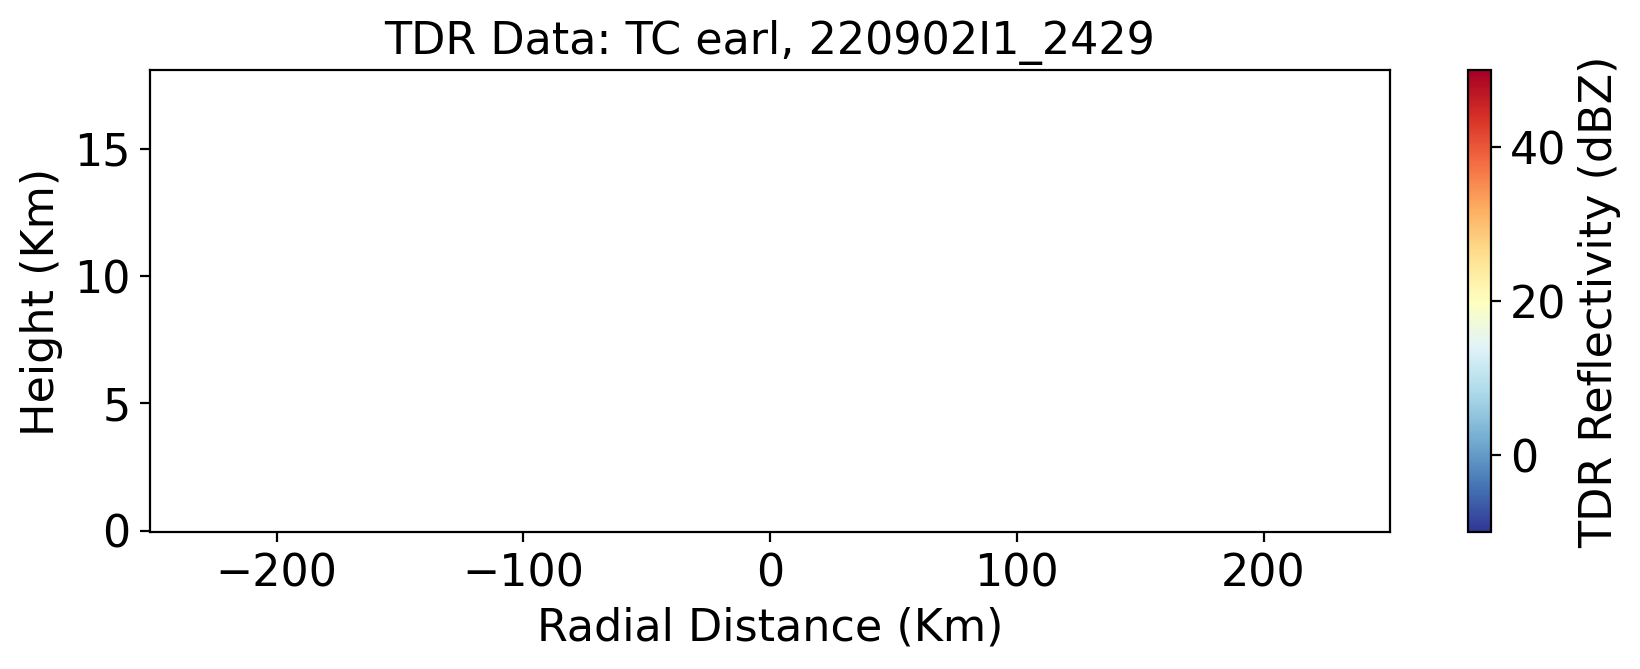 TDR Data: TC earl, 220902I1_2429
Height (Km)
15
10
5
0
−200 −100 0 100 200
Radial Distance (Km)
40
20
0
TDR Reflectivity (dBZ)